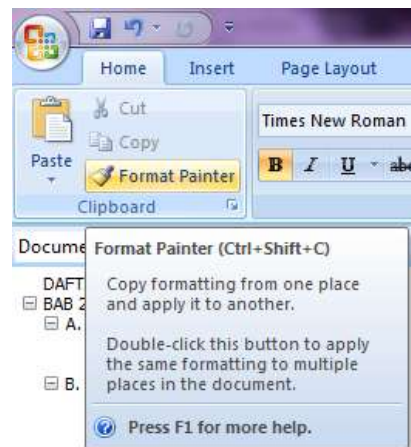 Home Insert Page Layout
Cut
Copy
Format Painter
Paste
Clipboard
Times New Roman
B I U abc
Docume
Format Painter (Ctrl+Shift+C)
Copy formatting from one place
and apply it to another.
Double-click this button to apply
the same formatting to multiple
places in the document.
Press F1 for more help.
DAFT
BAB 2
A.
B.